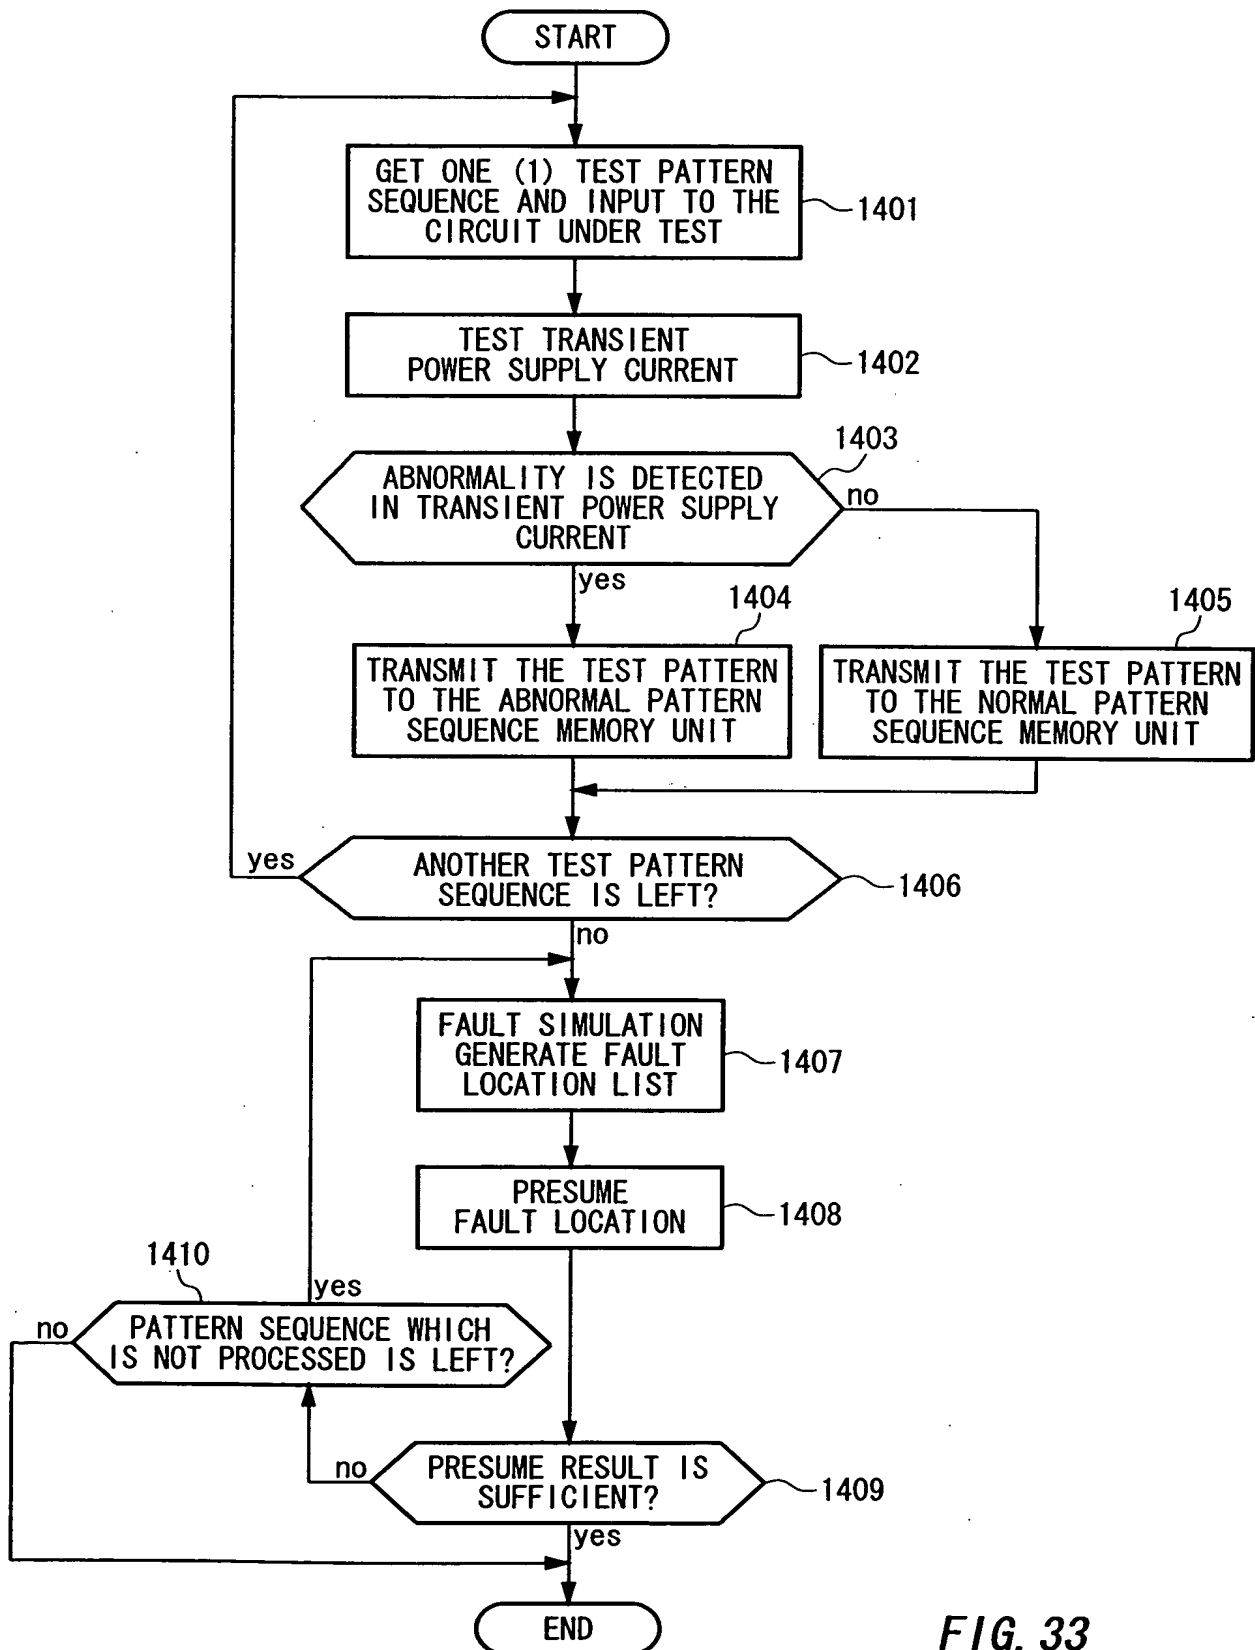 START
GET ONE (1) TEST PATTERN
SEQUENCE AND INPUT TO THE
CIRCUIT UNDER TEST
1401
TEST TRANSIENT
POWER SUPPLY CURRENT
1402
1403
ABNORMALITY IS DETECTED
IN TRANSIENT POWER SUPPLY
CURRENT
no
yes
1404
1405
TRANSMIT THE TEST PATTERN
TO THE ABNORMAL PATTERN
SEQUENCE MEMORY UNIT
TRANSMIT THE TEST PATTERN
TO THE NORMAL PATTERN
SEQUENCE MEMORY UNIT
yes
ANOTHER TEST PATTERN
SEQUENCE IS LEFT?
1406
no
FAULT SIMULATION
GENERATE FAULT
LOCATION LIST
1407
PRESUME
FAULT LOCATION
1408
1410
yes
no
PATTERN SEQUENCE WHICH
IS NOT PROCESSED IS LEFT?
no
PRESUME RESULT IS
SUFFICIENT?
1409
yes
END
FIG. 33